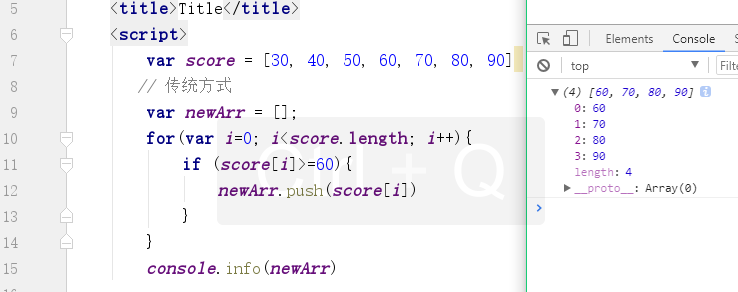 5 <title>Title</title>
6 <script>
7 var score = [30, 40, 50, 60, 70, 80, 90]
8 // 传统方式
9 var newArr = [];
10 for(var i=0; i<score.length; i++){
11 if (score[i]>=60){
12 newArr.push(score[i])
13 }
14 }
15 console.info(newArr)
Ctrl + Q
Elements Console
top Filte
(4) [60, 70, 80, 90] i
0: 60
1: 70
2: 80
3: 90
length: 4
__proto__: Array(0)